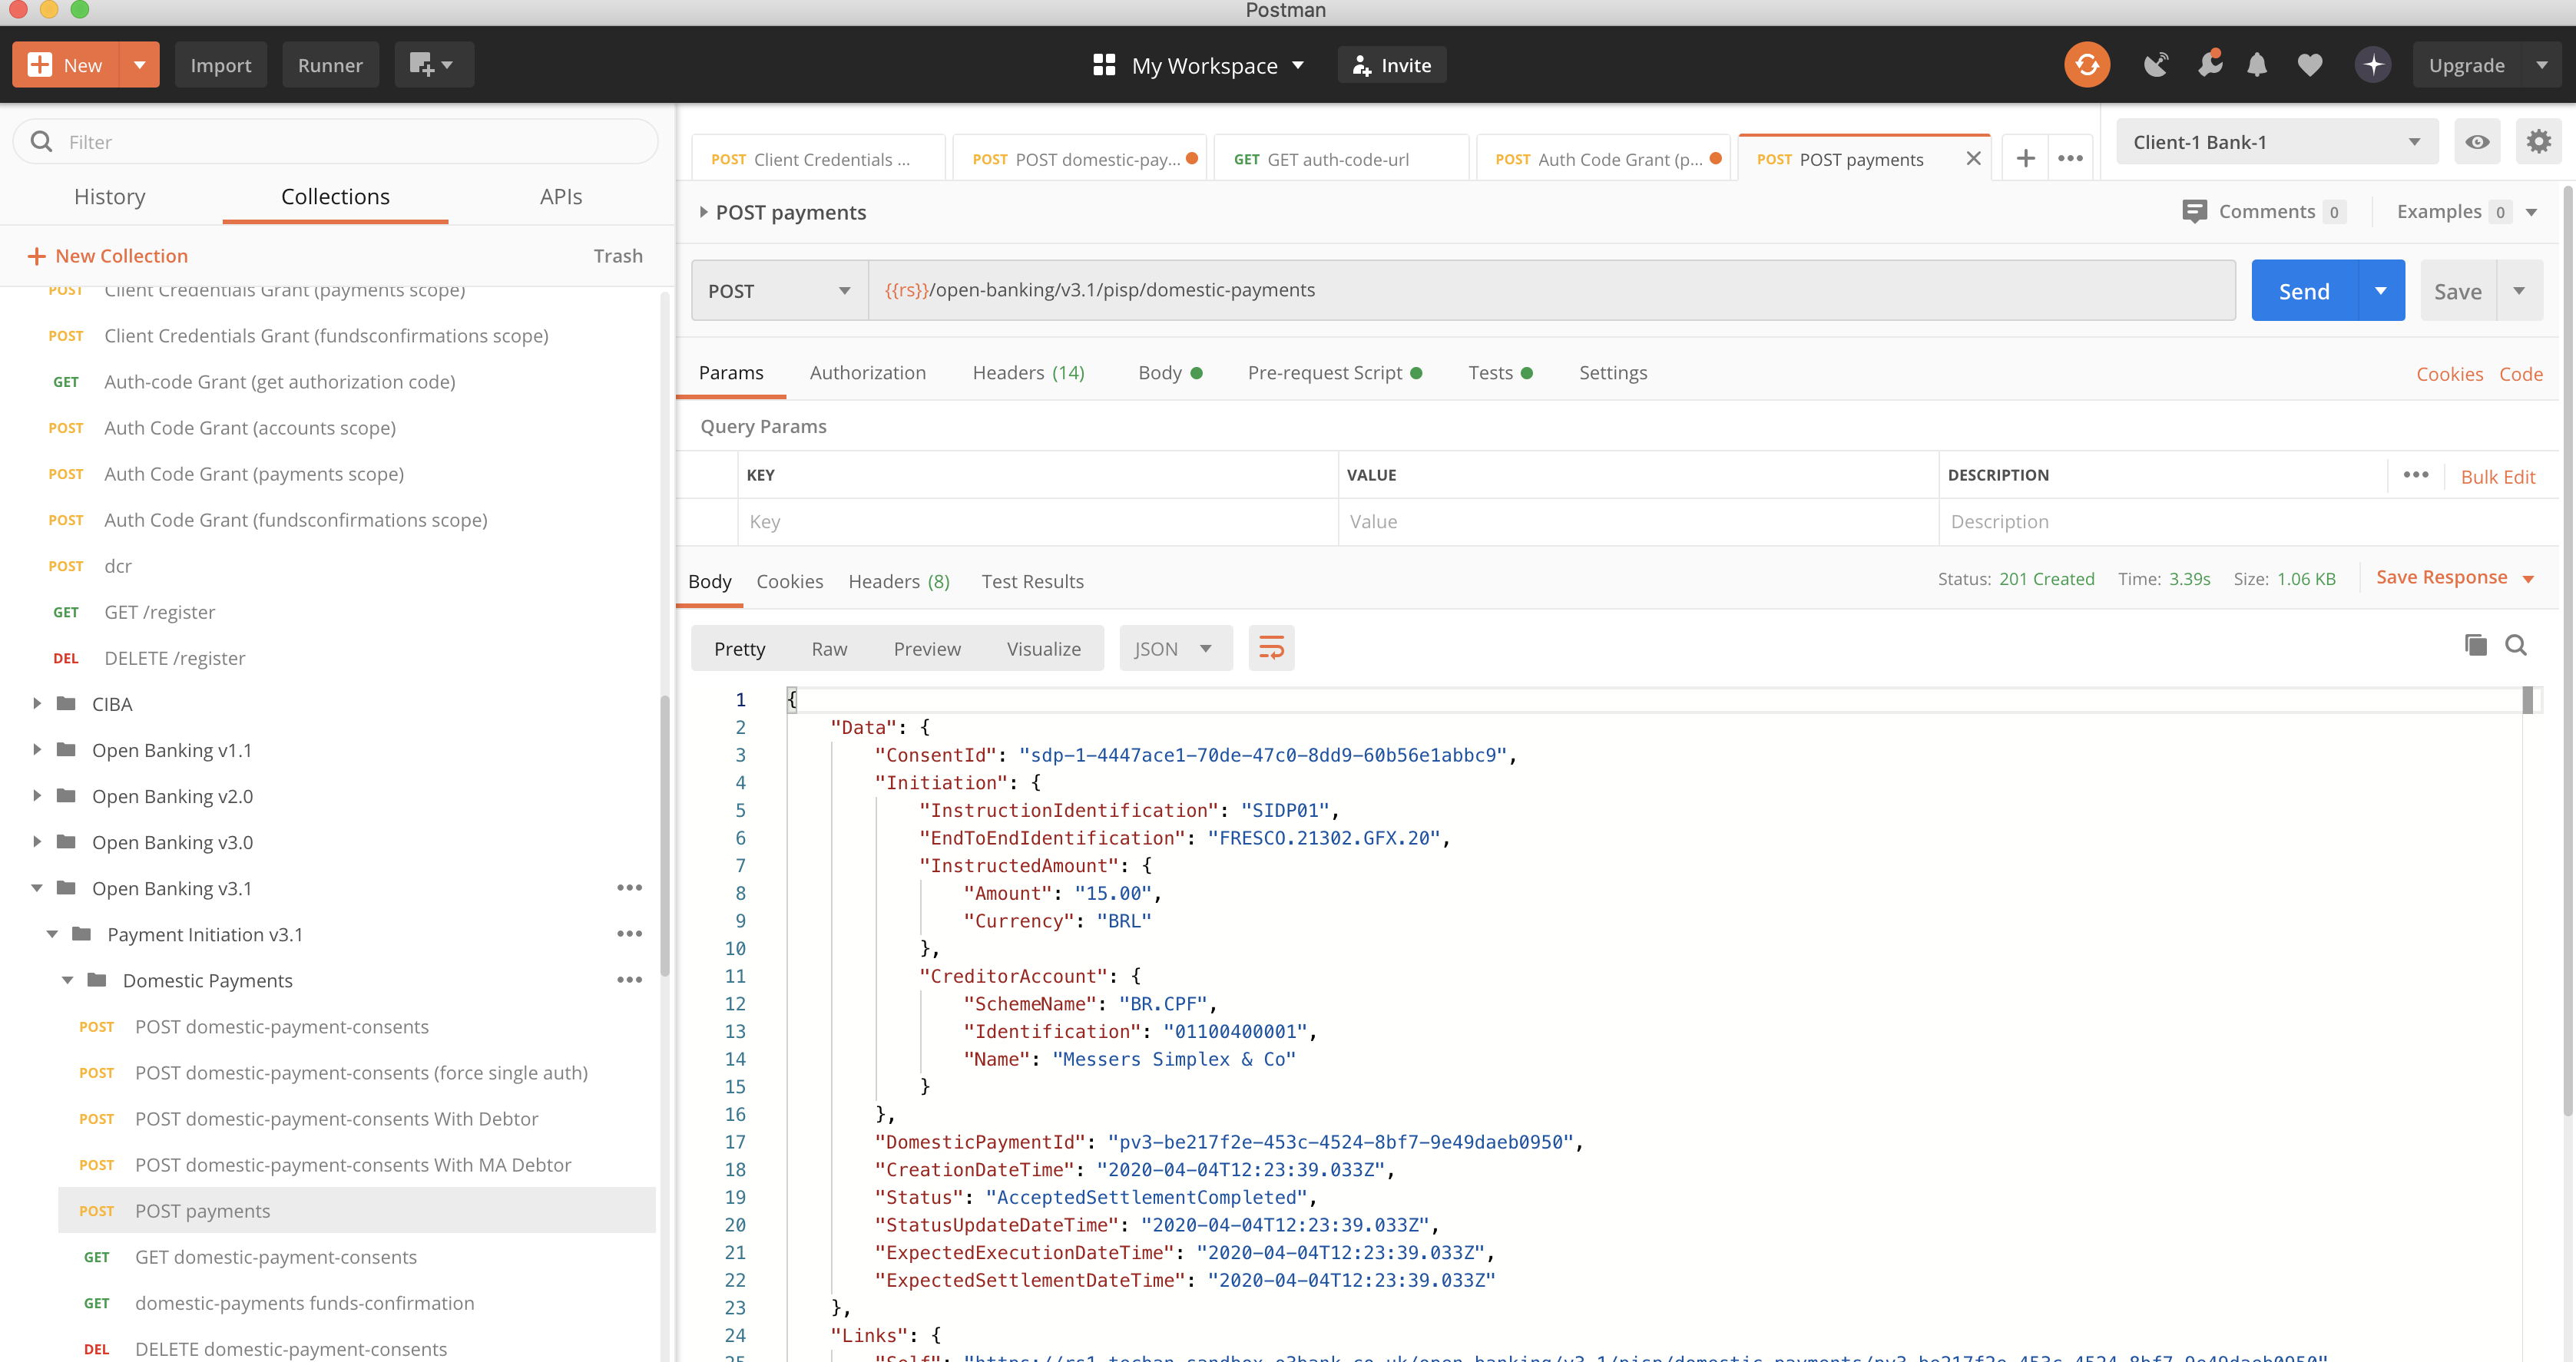 Postman
New
Import
Runner
My Workspace
Invite
Upgrade
Filter
History
Collections
APIs
New Collection
Trash
POST Client Credentials Grant (payments scope)
POST Client Credentials Grant (fundsconfirmations scope)
GET Auth-code Grant (get authorization code)
POST Auth Code Grant (accounts scope)
POST Auth Code Grant (payments scope)
POST Auth Code Grant (fundsconfirmations scope)
POST dcr
GET GET /register
DEL DELETE /register
CIBA
Open Banking v1.1
Open Banking v2.0
Open Banking v3.0
Open Banking v3.1
Payment Initiation v3.1
Domestic Payments
POST POST domestic-payment-consents
POST POST domestic-payment-consents (force single auth)
POST POST domestic-payment-consents With Debtor
POST POST domestic-payment-consents With MA Debtor
POST POST payments
GET GET domestic-payment-consents
GET domestic-payments funds-confirmation
DEL DELETE domestic-payment-consents
POST Client Credentials ...
POST POST domestic-pay...
GET GET auth-code-url
POST Auth Code Grant (p...
POST POST payments
Client-1 Bank-1
POST payments
Comments 0
Examples 0
POST
{{rs}}/open-banking/v3.1/pisp/domestic-payments
Send
Save
Params
Authorization
Headers (14)
Body
Pre-request Script
Tests
Settings
Cookies
Code
Query Params
KEY
VALUE
DESCRIPTION
Bulk Edit
Key
Value
Description
Body
Cookies
Headers (8)
Test Results
Status: 201 Created
Time: 3.39s
Size: 1.06 KB
Save Response
Pretty
Raw
Preview
Visualize
JSON
1 {
2 "Data": {
3 "ConsentId": "sdp-1-4447ace1-70de-47c0-8dd9-60b56e1abbc9",
4 "Initiation": {
5 "InstructionIdentification": "SIDP01",
6 "EndToEndIdentification": "FRESCO.21302.GFX.20",
7 "InstructedAmount": {
8 "Amount": "15.00",
9 "Currency": "BRL"
10 },
11 "CreditorAccount": {
12 "SchemeName": "BR.CPF",
13 "Identification": "01100400001",
14 "Name": "Messers Simplex & Co"
15 }
16 },
17 "DomesticPaymentId": "pv3-be217f2e-453c-4524-8bf7-9e49daeb0950",
18 "CreationDateTime": "2020-04-04T12:23:39.033Z",
19 "Status": "AcceptedSettlementCompleted",
20 "StatusUpdateDateTime": "2020-04-04T12:23:39.033Z",
21 "ExpectedExecutionDateTime": "2020-04-04T12:23:39.033Z",
22 "ExpectedSettlementDateTime": "2020-04-04T12:23:39.033Z"
23 },
24 "Links": {
25 "Self":